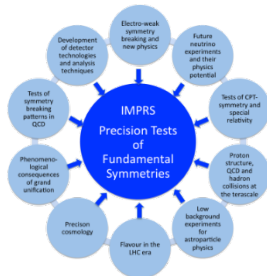 Electro-weak
symmetry
breaking and
new physics
Future
neutrino
experiments
and their
physics
potential
Tests of CPT-
symmetry and
special
relativity
Proton
structure,
QCD and
hadron
collisions at
the terascale
Low
background
experiments for
astroparticle
physics
Flavour in the
LHC era
Precison
cosmology
Phenomeno-
logical
consequences
of grand
unification
Tests of
symmetry
breaking
patterns in
QCD
Development
of detector
technologies
and analysis
techniques
IMPRS
Precision Tests
of
Fundamental
Symmetries